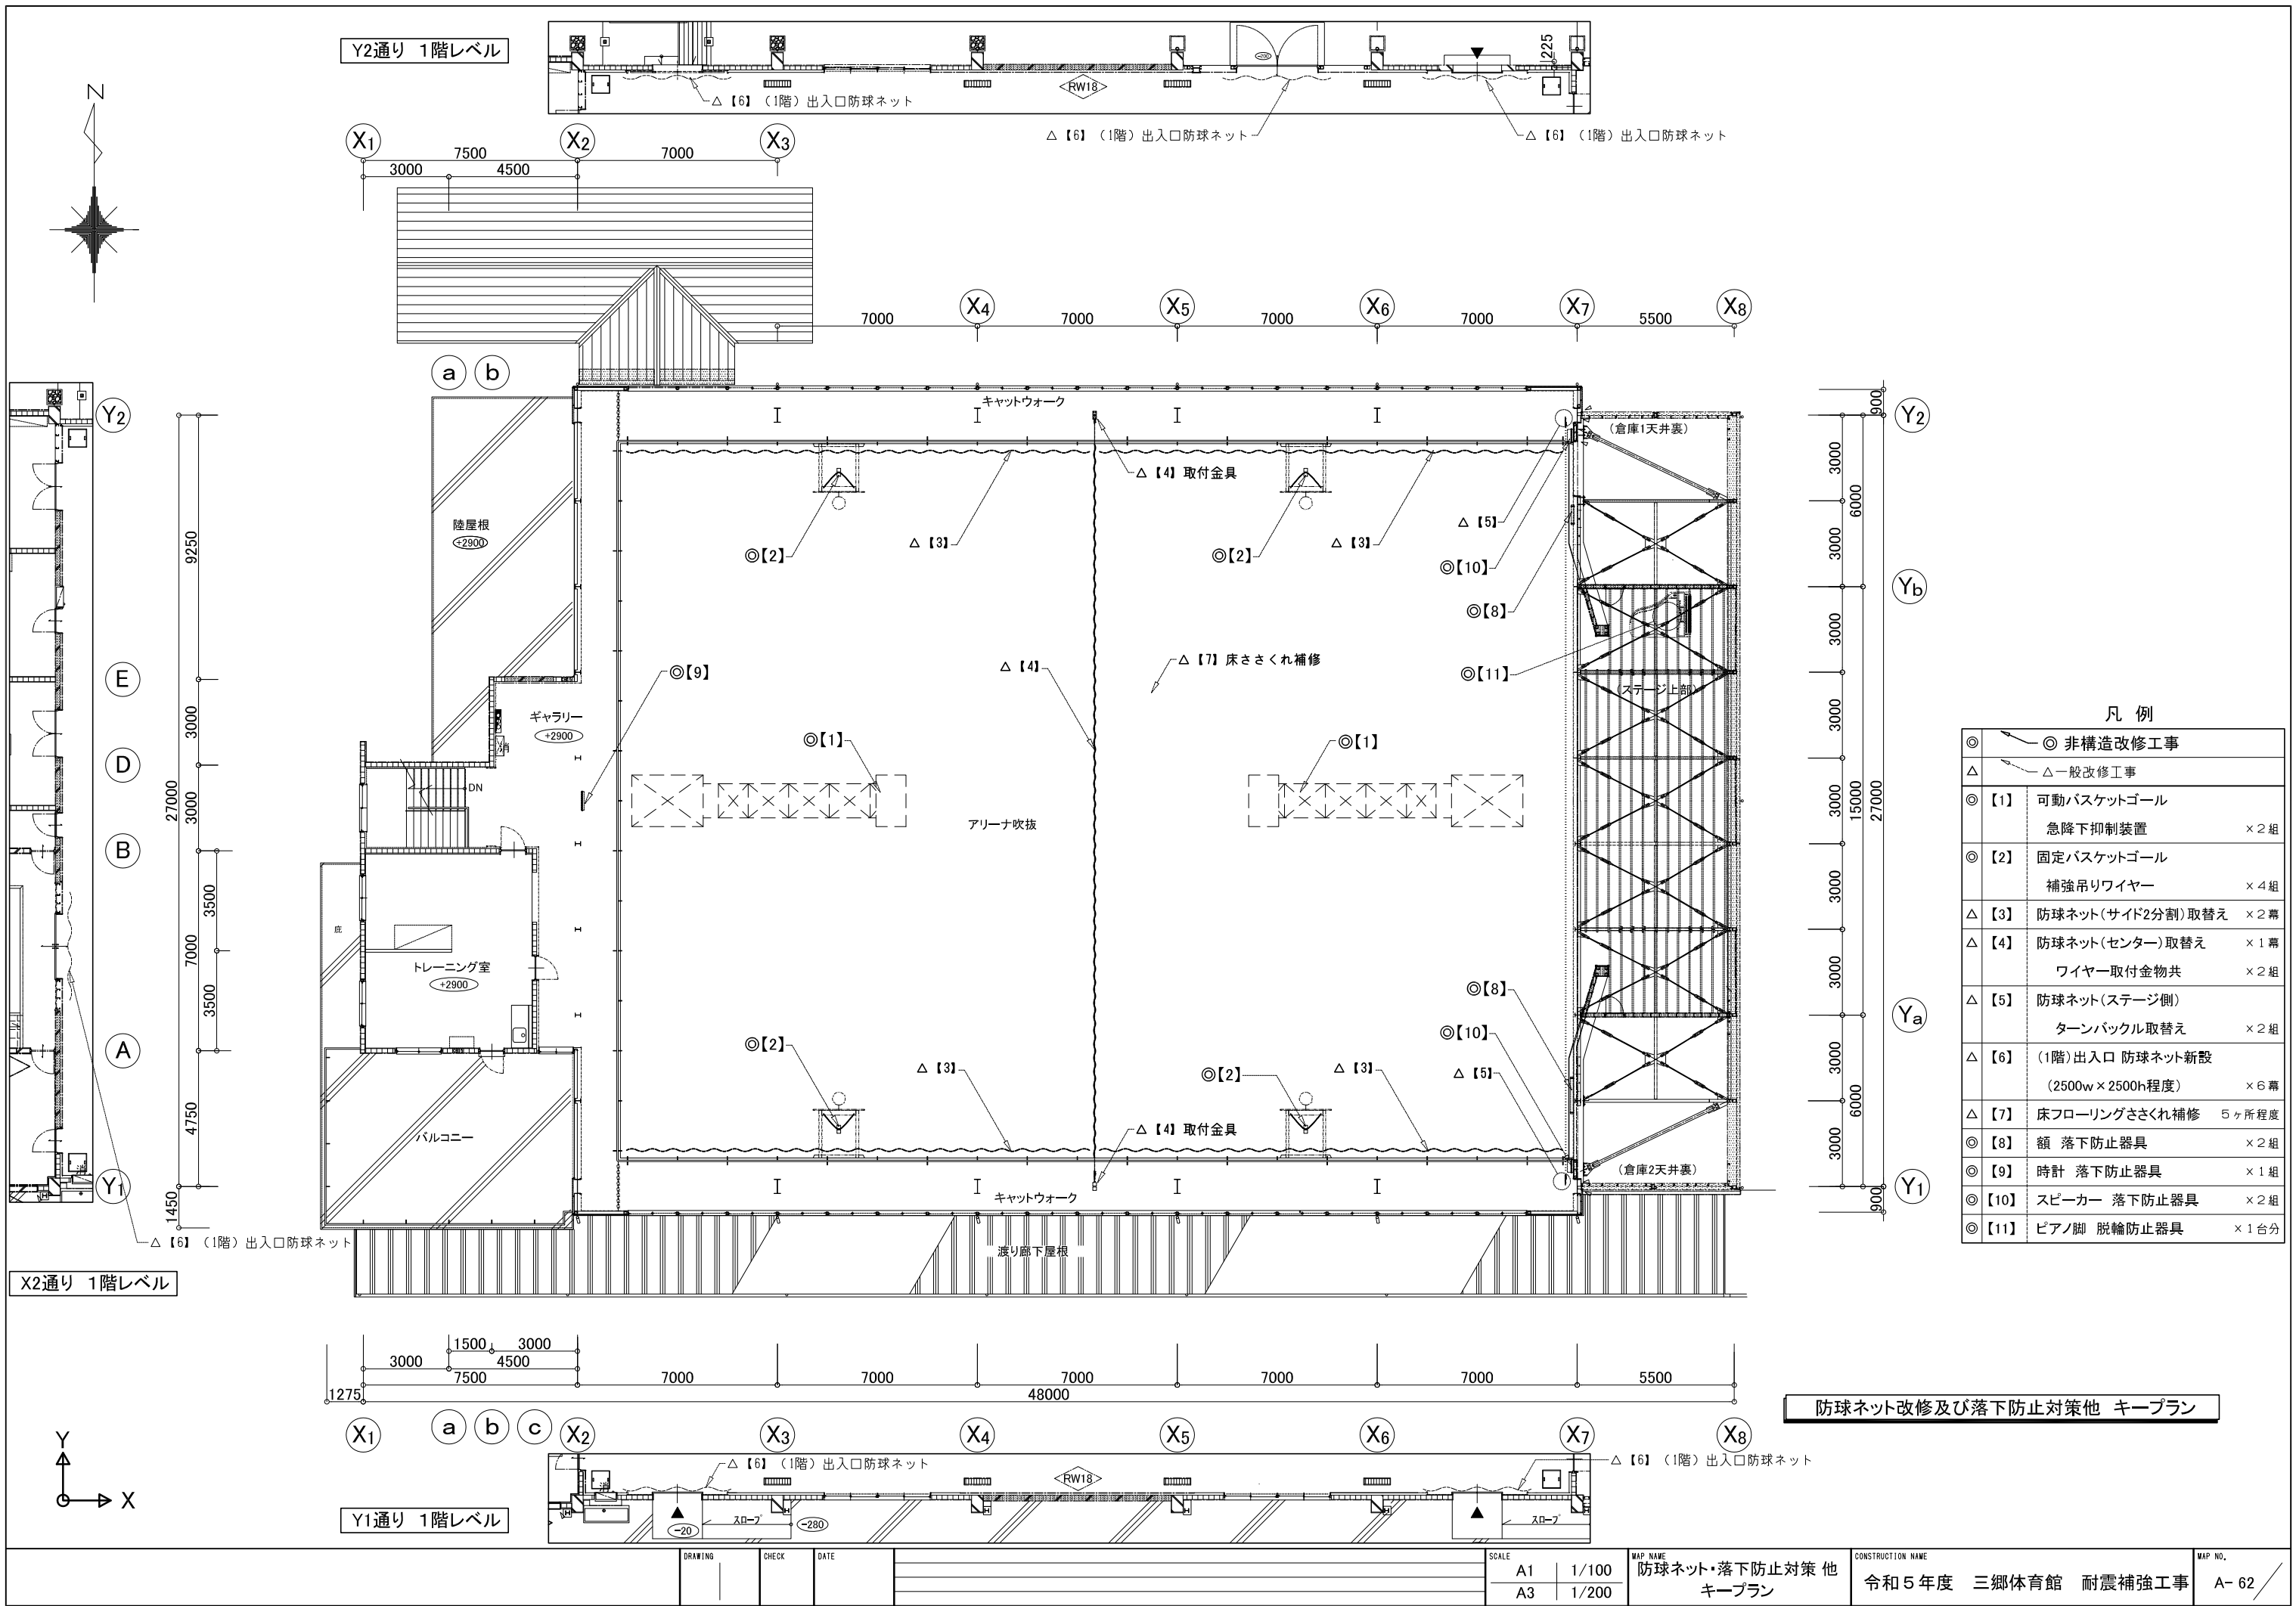 Y2通り 1階レベル
225
RW18
△【6】（1階）出入口防球ネット
△【6】（1階）出入口防球ネット
△【6】（1階）出入口防球ネット
N
X1 X2 X3
7500 7000
3000 4500
X4 X5 X6 X7 X8
7000 7000 7000 7000 5500
a b
キャットウォーク
（倉庫1天井裏）
900
Y2 Y2 Y2
△【4】取付金具
3000
6000
陸屋根
+2900
△【5】
◎【2】 △【3】 ◎【2】 △【3】
3000
9250
◎【10】
Yb
◎【8】
3000
△【7】床ささくれ補修
△【4】
◎【9】
◎【11】
E
（ステージ上部）
ギャラリー
+2900
消
3000
3000
◎【1】 ◎【1】
D
DN
27000
3000
アリーナ吹抜
3000
15000
27000
B
3500
3000
庇
7000
トレーニング室
+2900
3000
3500
◎【8】
Ya
◎【10】
A
◎【2】 △【3】 ◎【2】 △【3】 △【5】
3000
6000
4750
バルコニー
△【4】取付金具
3000
（倉庫2天井裏）
Y1 Y1
キャットウォーク
1450
900
△【6】（1階）出入口防球ネット
渡り廊下屋根
X2通り 1階レベル
凡 例
◎ ◎ 非構造改修工事
△ △一般改修工事
◎【1】 可動バスケットゴール
急降下抑制装置 ×２組
◎【2】 固定バスケットゴール
補強吊りワイヤー ×４組
△【3】 防球ネット（サイド2分割）取替え ×２幕
△【4】 防球ネット（センター）取替え ×１幕
ワイヤー取付金物共 ×２組
△【5】 防球ネット（ステージ側）
ターンバックル取替え ×２組
△【6】 （1階）出入口 防球ネット新設
（2500w×2500h程度） ×６幕
△【7】 床フローリングささくれ補修 ５ヶ所程度
◎【8】 額 落下防止器具 ×２組
◎【9】 時計 落下防止器具 ×１組
◎【10】 スピーカー 落下防止器具 ×２組
◎【11】 ピアノ脚 脱輪防止器具 ×１台分
1500 3000
3000 4500
7500 7000 7000 7000 7000 7000 5500
1275 48000
X1 a b c X2 X3 X4 X5 X6 X7 X8
防球ネット改修及び落下防止対策他 キープラン
Y
X
△【6】（1階）出入口防球ネット
RW18
△【6】（1階）出入口防球ネット
Y1通り 1階レベル
-20
スロープ
-280
スロープ
DRAWING CHECK DATE
SCALE
A1 1/100
A3 1/200
MAP NAME
防球ネット・落下防止対策 他
キープラン
CONSTRUCTION NAME
令和５年度 三郷体育館 耐震補強工事
MAP NO.
A- 62